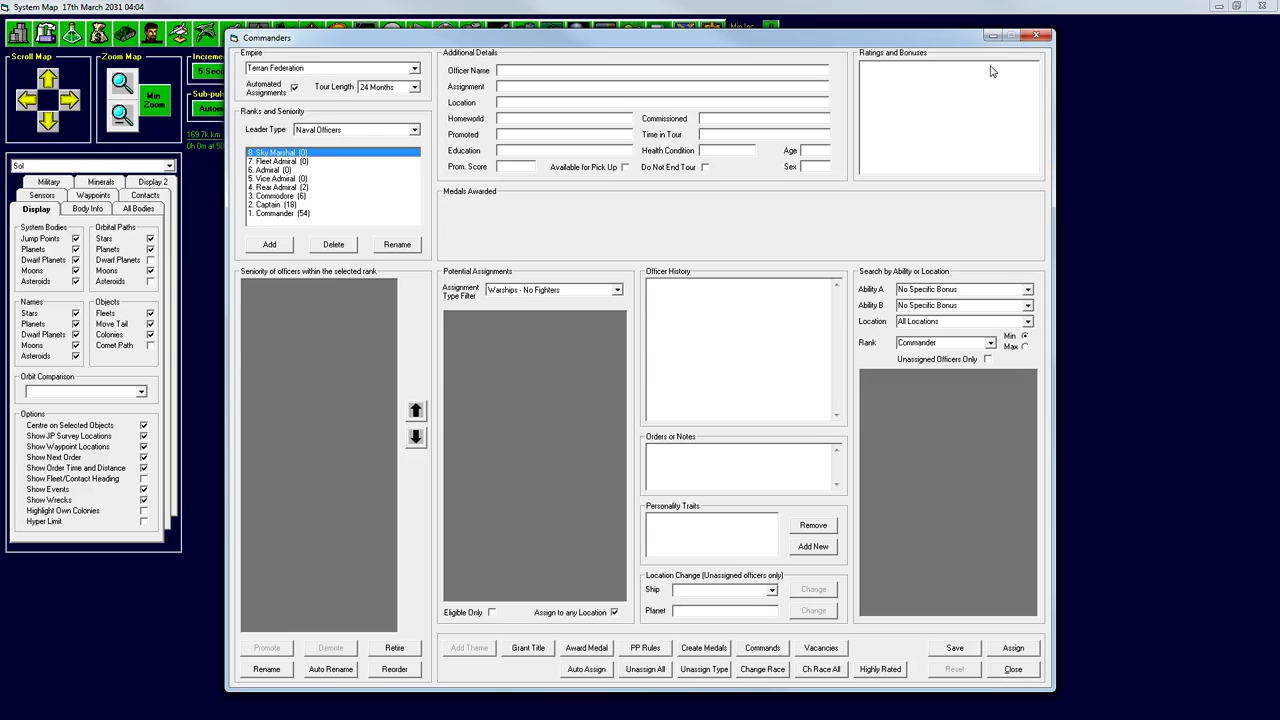 System Map   17th March 2031 04:04
Scroll Map
Zoom Map
Min
Zoom
Increme
5 Seco
Sub-puls
Autom
169.7k km
0h 0m at 50
Sol
Military
Minerals
Display 2
Sensors
Waypoints
Contacts
Display
Body Info
All Bodies
System Bodies
Jump Points
Planets
Dwarf Planets
Moons
Asteroids
Orbital Paths
Stars
Planets
Dwarf Planets
Moons
Asteroids
Names
Stars
Planets
Dwarf Planets
Moons
Asteroids
Objects
Fleets
Move Tail
Colonies
Comet Path
Orbit Comparison
Options
Centre on Selected Objects
Show JP Survey Locations
Show Waypoint Locations
Show Next Order
Show Order Time and Distance
Show Fleet/Contact Heading
Show Events
Show Wrecks
Highlight Own Colonies
Hyper Limit
Commanders
Empire
Terran Federation
Automated
Assignments
Tour Length
24 Months
Ranks and Seniority
Leader Type
Naval Officers
8. Sky Marshal (0)
7. Fleet Admiral (0)
6. Admiral (0)
5. Vice Admiral (0)
4. Rear Admiral (2)
3. Commodore (6)
2. Captain (18)
1. Commander (54)
Add
Delete
Rename
Additional Details
Officer Name
Assignment
Location
Homeworld
Commissioned
Promoted
Time in Tour
Education
Health Condition
Age
Prom. Score
Available for Pick Up
Do Not End Tour
Sex
Ratings and Bonuses
Medals Awarded
Seniority of officers within the selected rank
Potential Assignments
Assignment
Type Filter
Warships - No Fighters
Eligible Only
Assign to any Location
Officer History
Orders or Notes
Personality Traits
Remove
Add New
Location Change (Unassigned officers only)
Ship
Change
Planet
Change
Search by Ability or Location
Ability A
No Specific Bonus
Ability B
No Specific Bonus
Location
All Locations
Rank
Commander
Min
Max
Unassigned Officers Only
Promote
Demote
Retire
Rename
Auto Rename
Reorder
Add Theme
Grant Title
Award Medal
PP Rules
Create Medals
Commands
Vacancies
Save
Assign
Auto Assign
Unassign All
Unassign Type
Change Race
Ch Race All
Highly Rated
Reset
Close